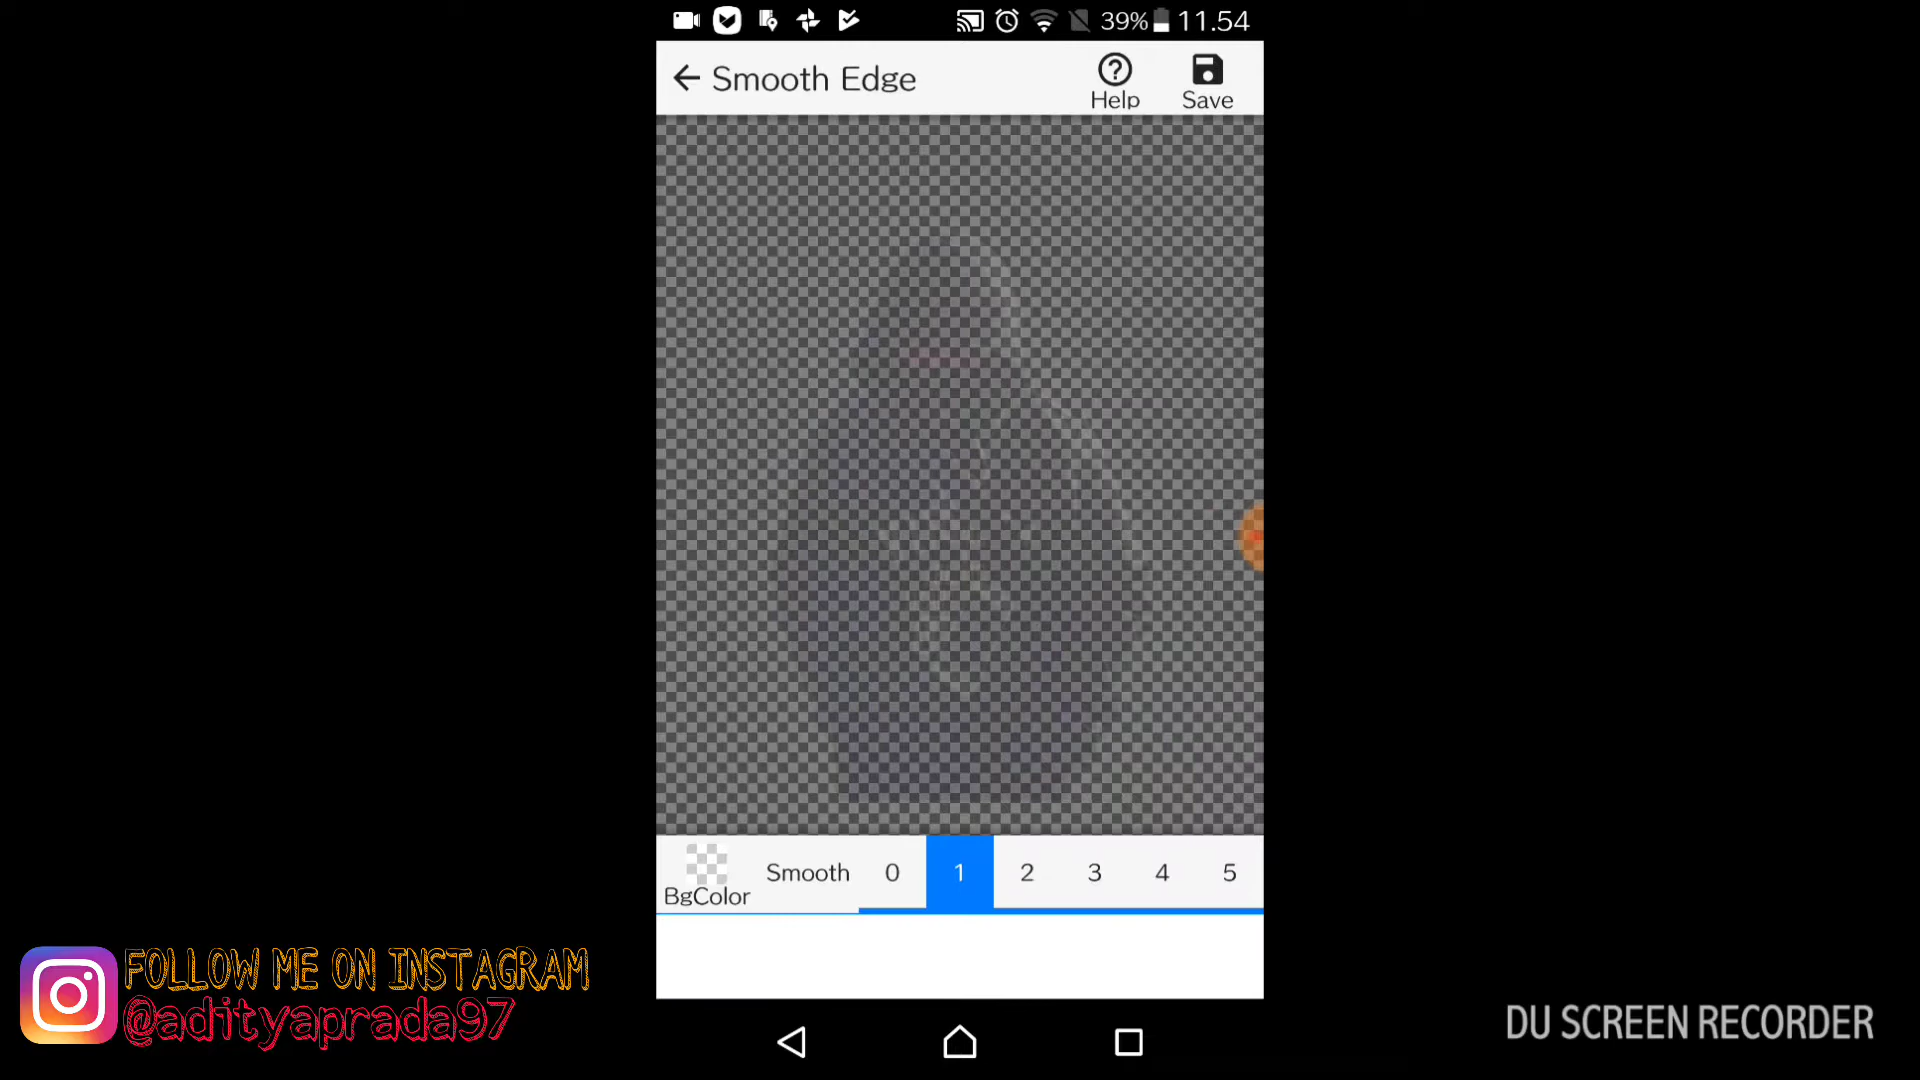 39% 11.54
Smooth Edge
Help
Save
BgColor
Smooth 0 1 2 3 4 5
FOLLOW ME ON INSTAGRAM
@adityaprada97
DU SCREEN RECORDER